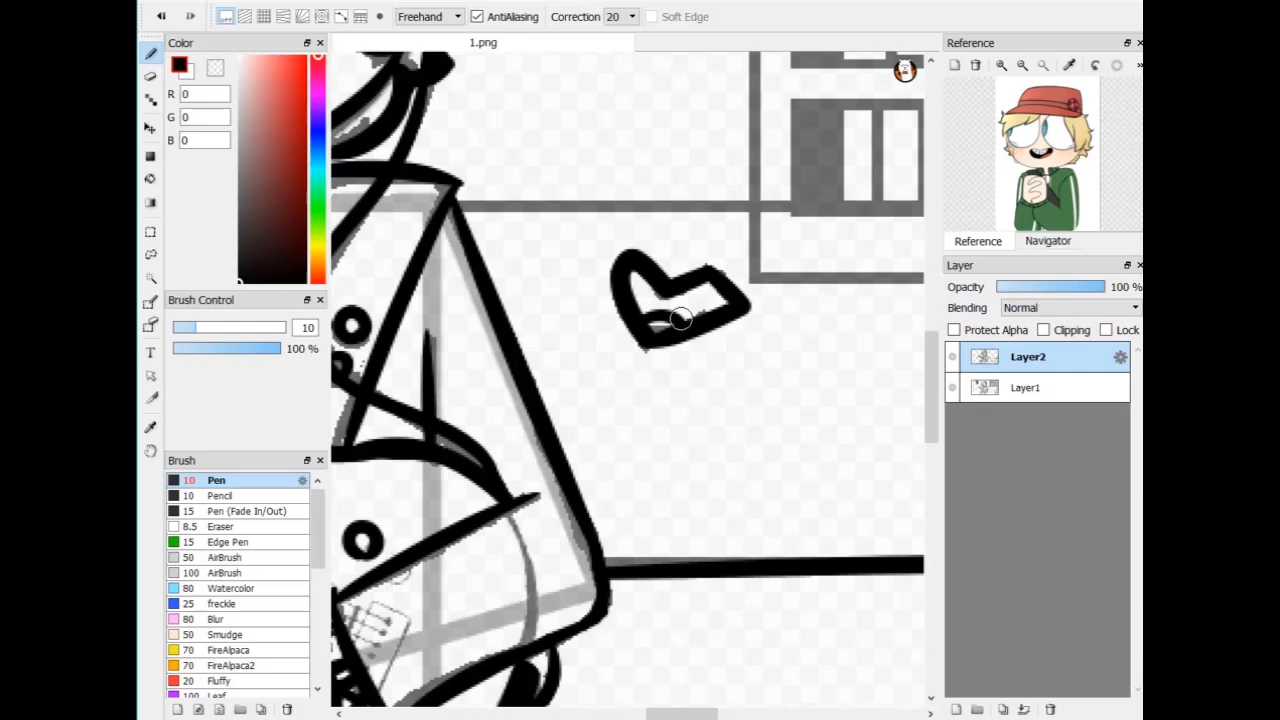 Freehand AntiAliasing Correction 20 Soft Edge
Color
1.png
Reference
R 0
G 0
B 0
Reference Navigator
Layer
Opacity 100 %
Brush Control
Blending Normal
10
Protect Alpha Clipping Lock
100 %
Layer2
Layer1
Brush
10 Pen
10 Pencil
15 Pen (Fade In/Out)
8.5 Eraser
15 Edge Pen
50 AirBrush
100 AirBrush
80 Watercolor
25 freckle
80 Blur
50 Smudge
70 FireAlpaca
70 FireAlpaca2
20 Fluffy
100 Leaf